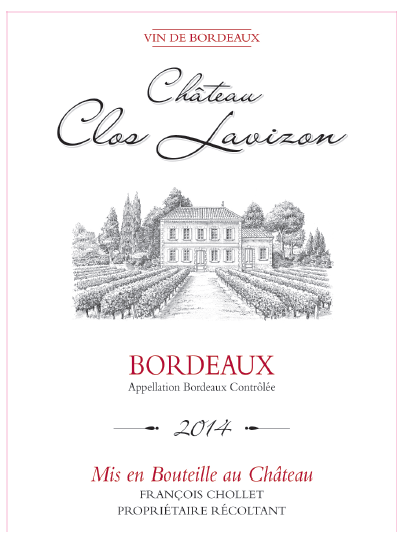 VIN DE BORDEAUX
Château
Clos Lavizon
BORDEAUX
Appellation Bordeaux Contrôlée
2014
Mis en Bouteille au Château
FRANÇOIS CHOLLET
PROPRIÉTAIRE RÉCOLTANT